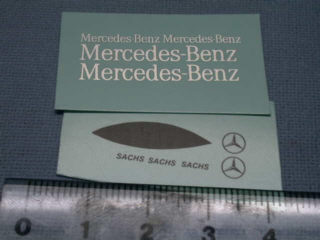 Mercedes-Benz Mercedes-Benz
Mercedes-Benz
Mercedes-Benz
SACHS SACHS SACHS
0 1 2 3 4